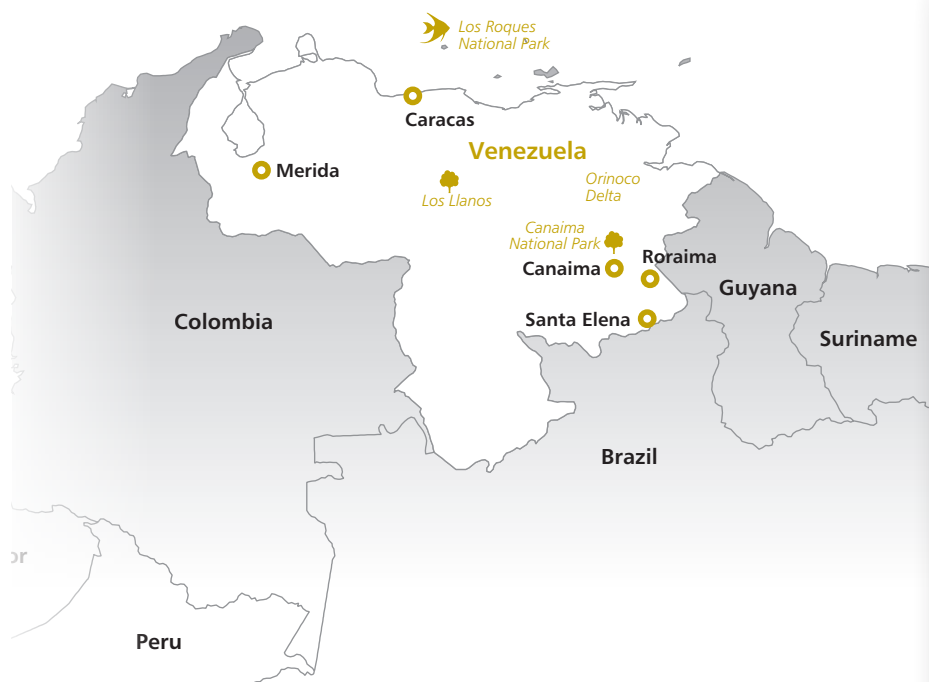 Los Roques
National Park
Caracas
Venezuela
Merida
Orinoco
Delta
Los Llanos
Canaima
National Park
Roraima
Canaima
Guyana
Santa Elena
Colombia
Suriname
Brazil
or
Peru